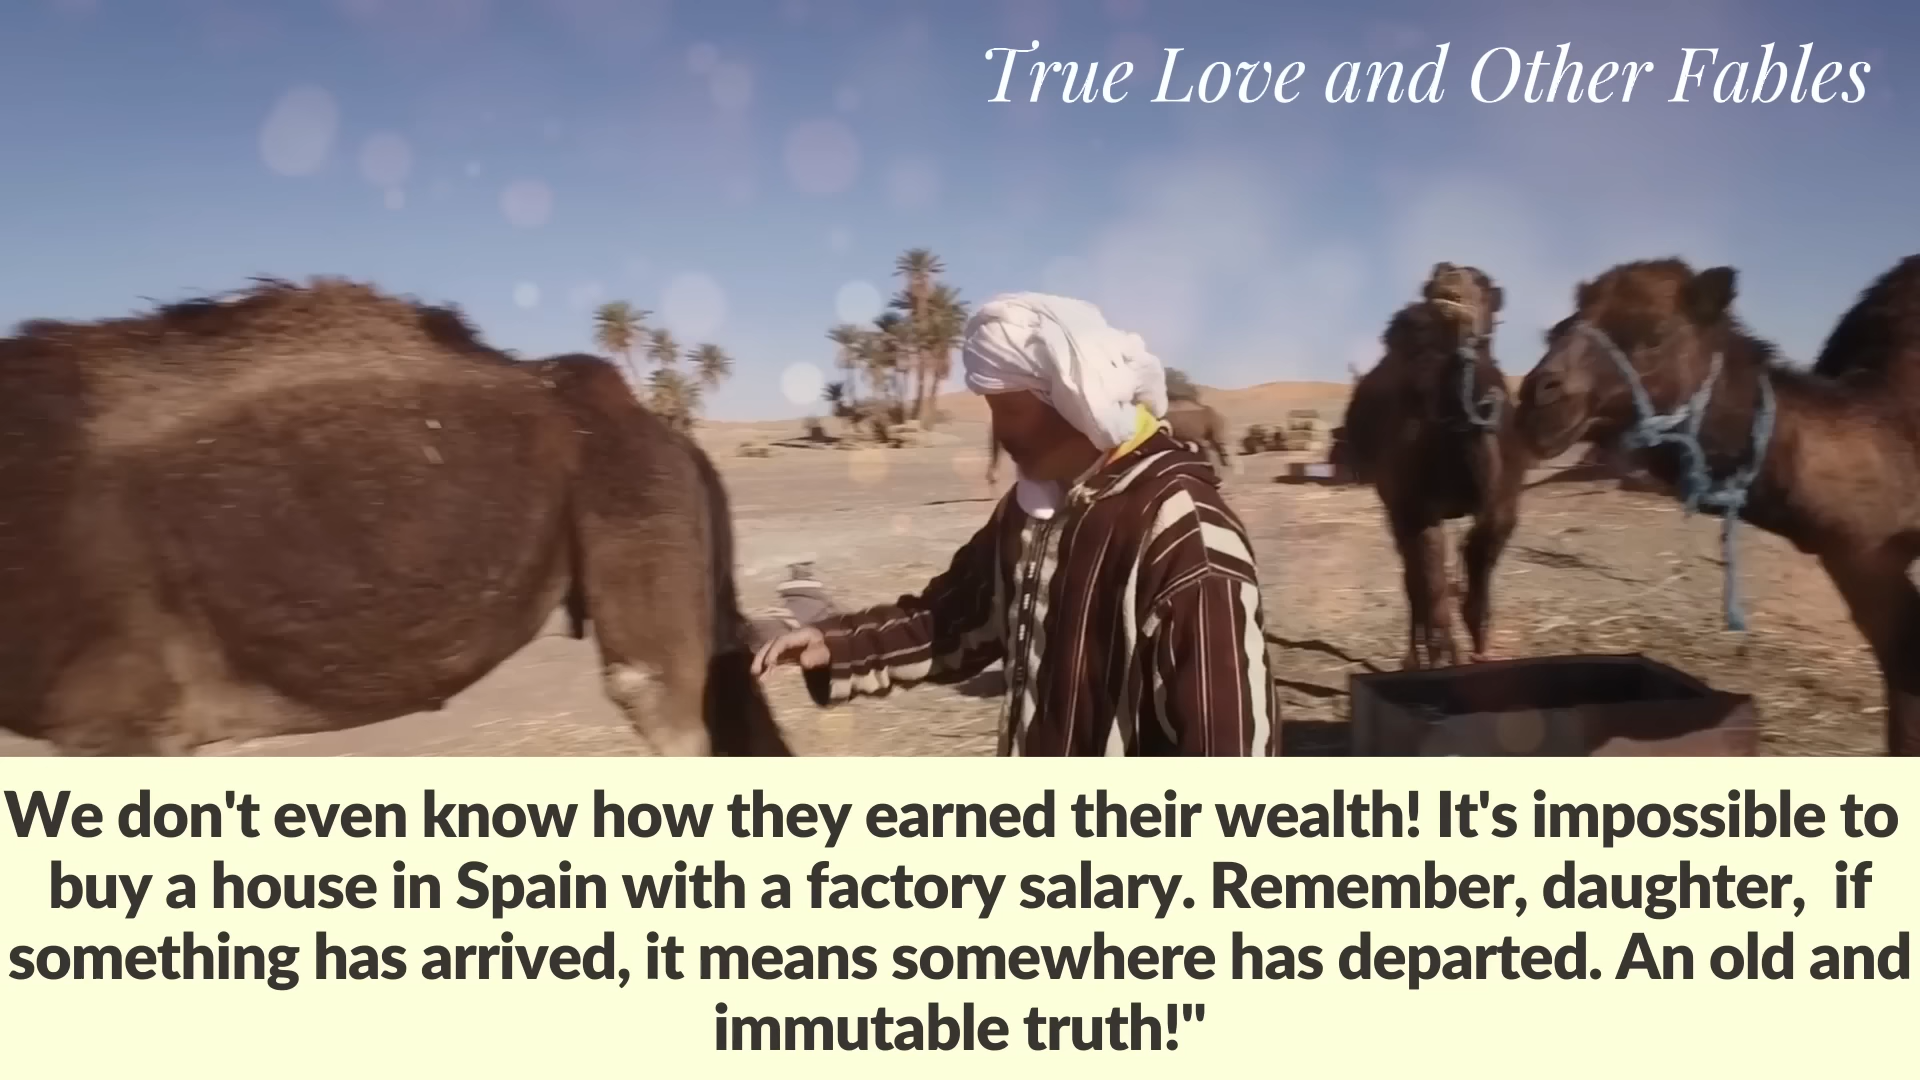 True Love and Other Fables
We don't even know how they earned their wealth! It's impossible to
buy a house in Spain with a factory salary. Remember, daughter,  if
something has arrived, it means somewhere has departed. An old and
immutable truth!"